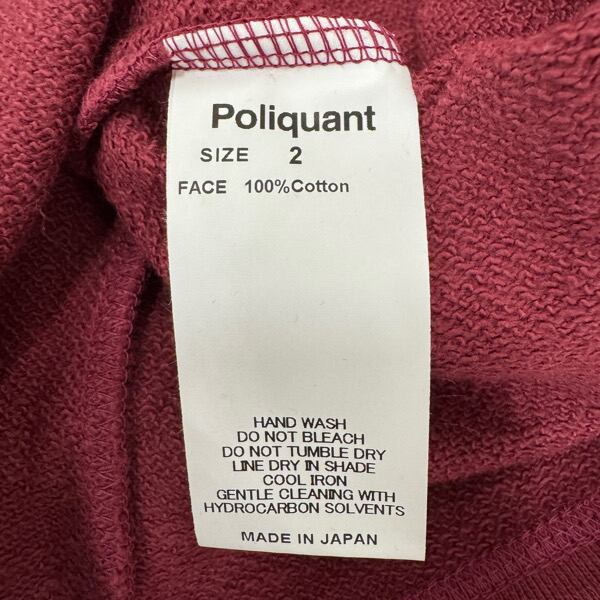 Poliquant
SIZE 2
FACE 100%Cotton
HAND WASH
DO NOT BLEACH
DO NOT TUMBLE DRY
LINE DRY IN SHADE
COOL IRON
GENTLE CLEANING WITH
HYDROCARBON SOLVENTS
MADE IN JAPAN